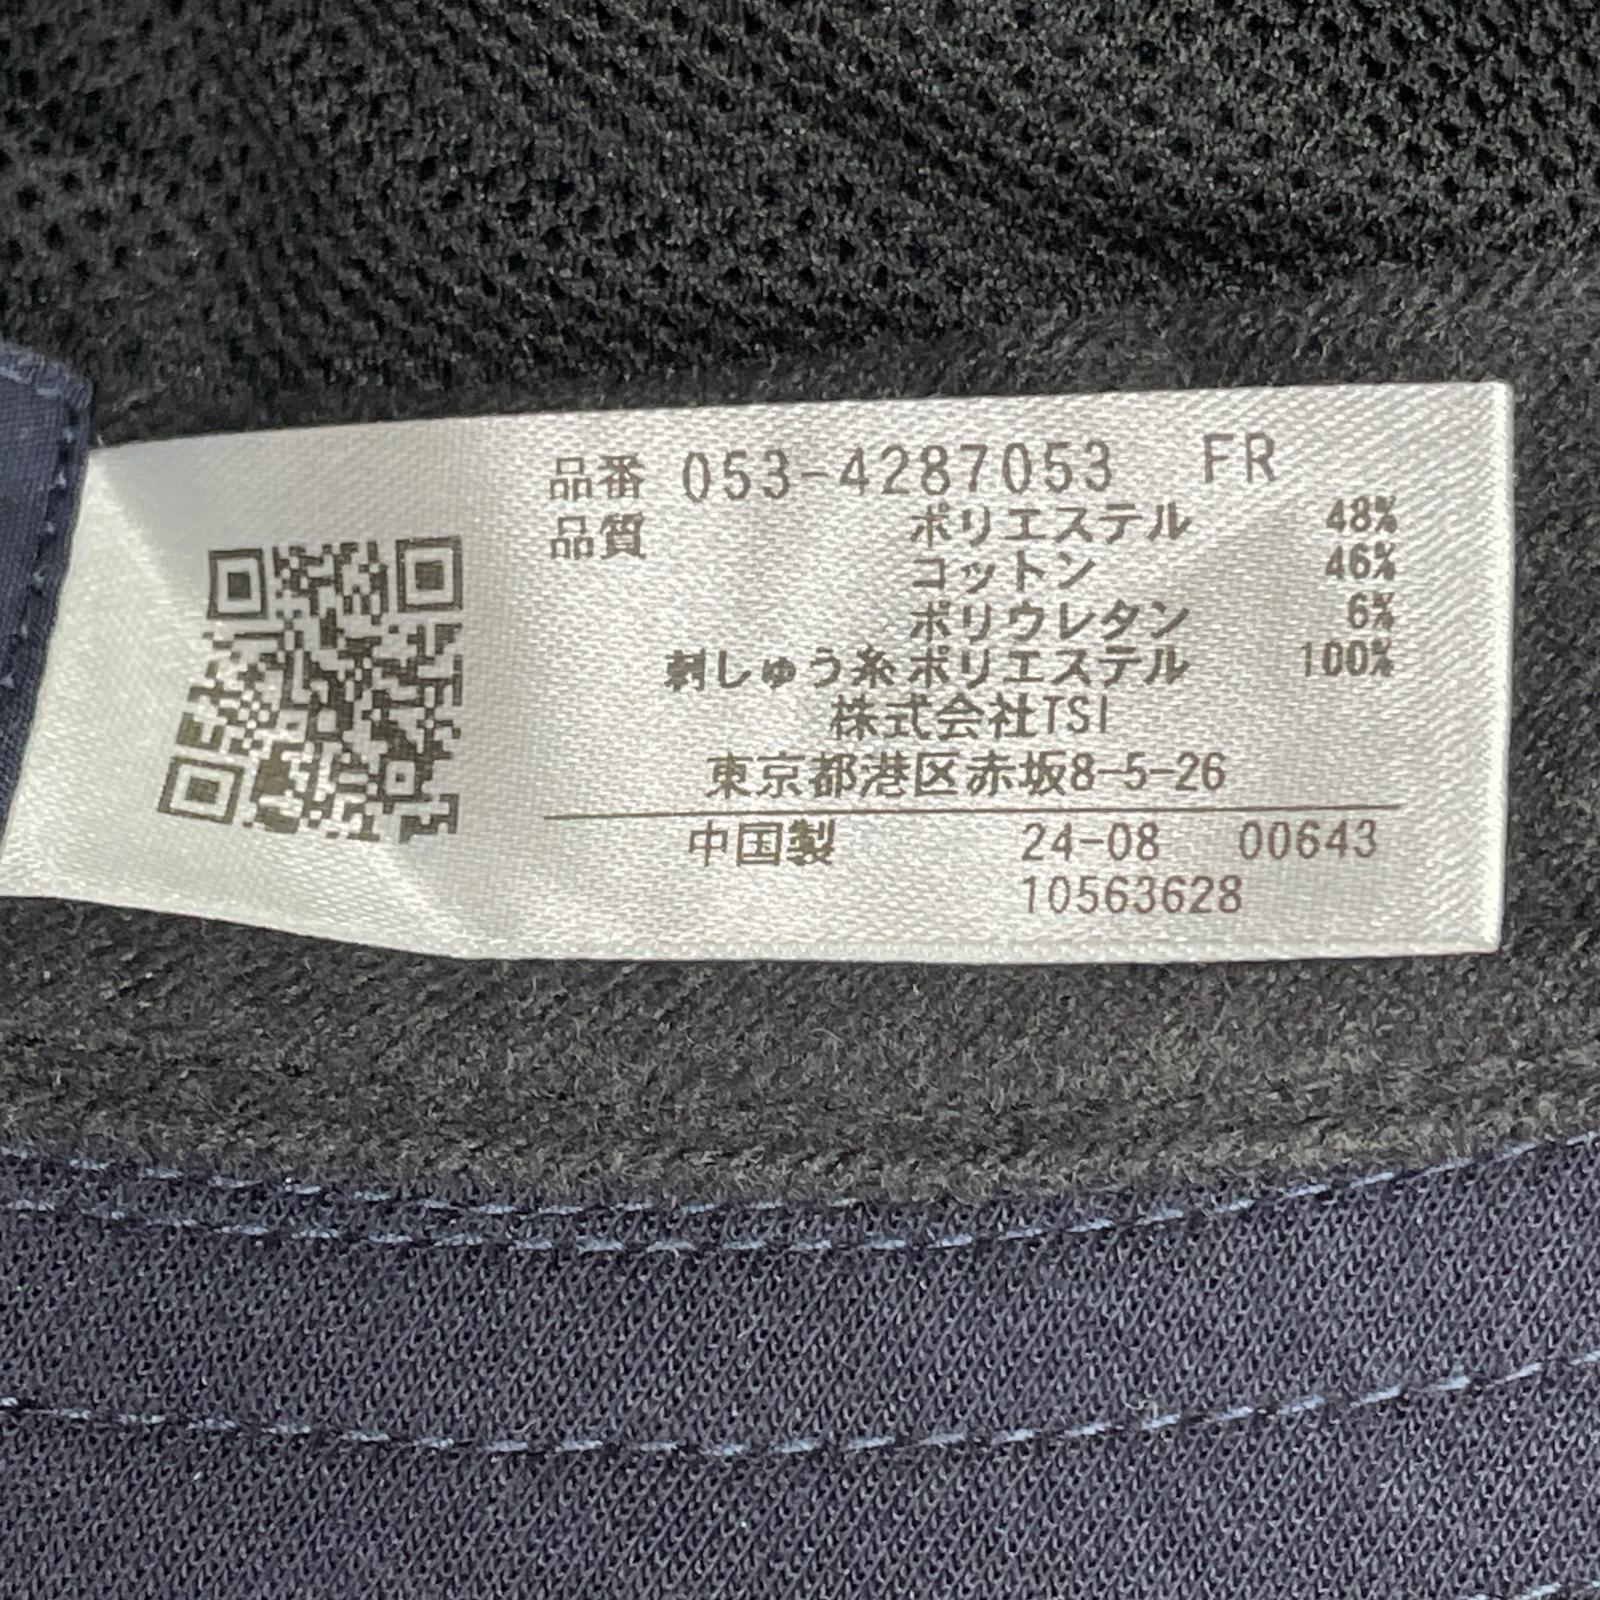 品番 053-4287053 FR
品質 ポリエステル 48%
コットン 46%
ポリウレタン 6%
刺しゅう糸 ポリエステル 100%
株式会社TSI
東京都港区赤坂8-5-26
中国製 24-08 00643
10563628